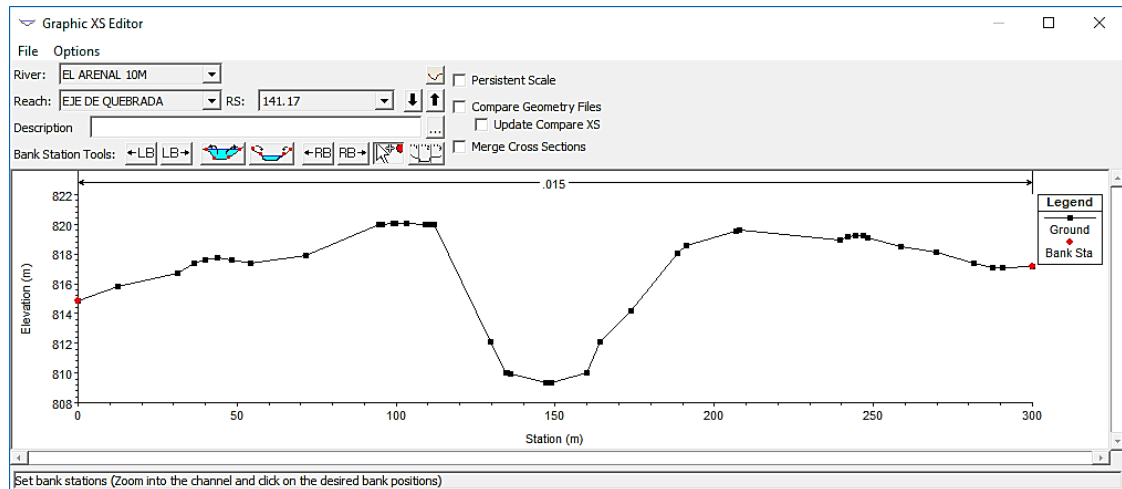 Graphic XS Editor
File Options
River: EL ARENAL 10M
Persistent Scale
Reach: EJE DE QUEBRADA RS: 141.17
Compare Geometry Files
Update Compare XS
Description ...
Merge Cross Sections
Bank Station Tools: LB LB RB RB
.015
822
820
818
816
814
812
810
808
Elevation (m)
0 50 100 150 200 250 300
Station (m)
Legend
Ground
Bank Sta
Set bank stations (Zoom into the channel and click on the desired bank positions)